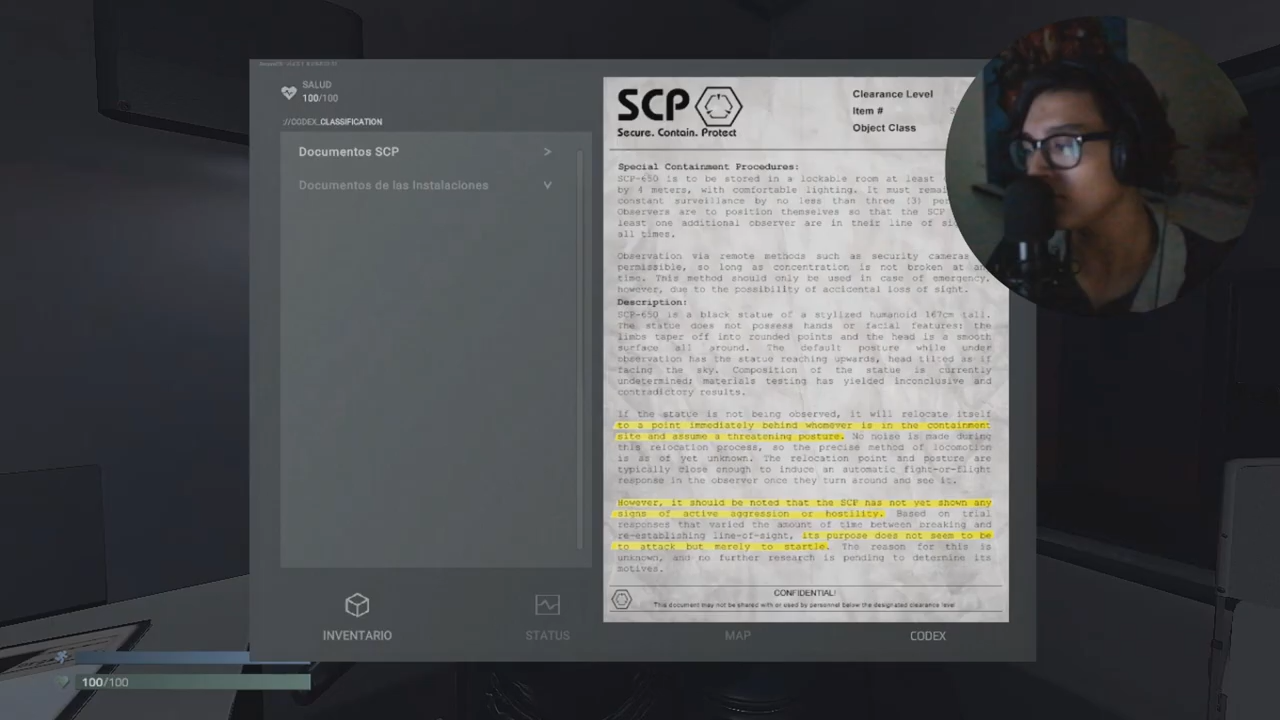 SALUD
100/100
://CODEX_CLASSIFICATION
Documentos SCP >
Documentos de las Instalaciones
SCP
Secure. Contain. Protect
Clearance Level
Item #
Object Class
Special Containment Procedures:
SCP-650 is to be stored in a lockable room at least
by 4 meters, with comfortable lighting. It must
constant surveillance by no less than three (3)
Observers are to position themselves so that the SCP
least one additional observer are in their line of
all times.
Observation via remote methods such as security cameras
permissible, so long as concentration is not broken at
time. This method should only be used in case of emergency,
however, due to the possibility of accidental loss of sight.
Description:
SCP-650 is a black statue of a stylized humanoid 167cm tall.
The statue does not possess hands or facial features: the
limbs taper off into rounded points and the head is a smooth
surface all around. The default posture while under
observation has the statue reaching upwards, head tilted as if
facing the sky. Composition of the statue is currently
undetermined; materials testing has yielded inconclusive and
contradictory results.
If the statue is not being observed, it will relocate itself
to a point immediately behind whomever is in the containment
site and assume a threatening posture. No noise is made during
this relocation process, so the precise method of locomotion
is as of yet unknown. The relocation point and posture are
typically close enough to induce an automatic fight-or-flight
response in the observer once they turn around and see it.
However, it should be noted that the SCP has not yet shown any
signs of active aggression or hostility. Based on trial
responses that varied the amount of time between breaking and
re-establishing line-of-sight, its purpose does not seem to be
to attack but merely to startle. The reason for this is
unknown, and no further research is pending to determine its
motives.
CONFIDENTIAL!
This document may not be shared with or used by personnel below the designated clearance level
INVENTARIO
STATUS
MAP
CODEX
100/100